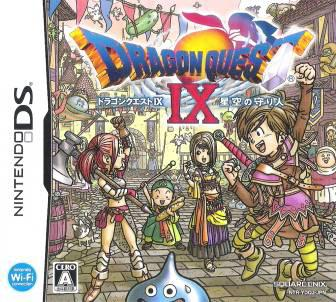 DRAGON QUEST
IX
ドラゴンクエストIX 星空の守り人
NINTENDO DS
Nintendo
Wi-Fi
connection
CERO
A
SQUARE ENIX